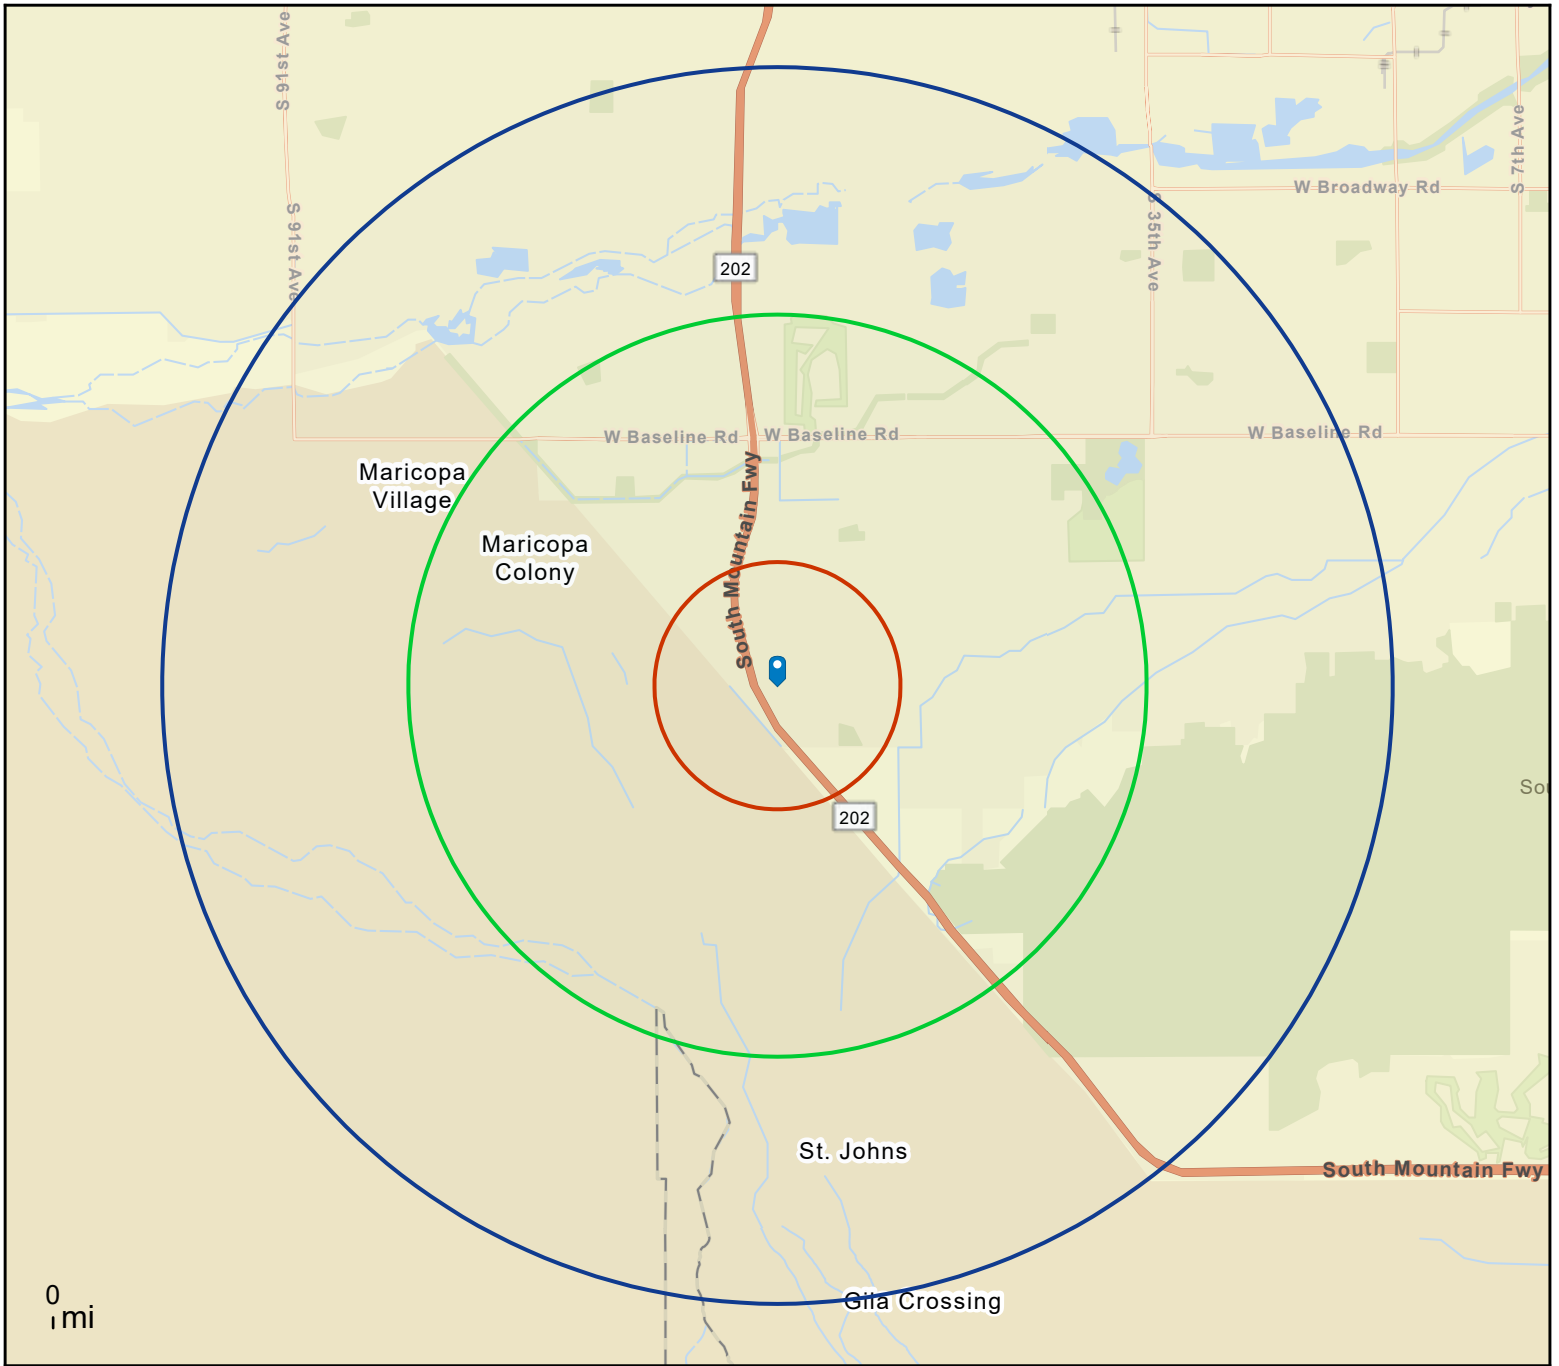 S 91st Ave
S 7th Ave
W Broadway Rd
S 91st Ave
S 35th Ave
202
W Baseline Rd
W Baseline Rd
W Baseline Rd
Maricopa
Village
South Mountain Fwy
Maricopa
Colony
Sou
202
St. Johns
South Mountain Fwy
0
mi
Gila Crossing